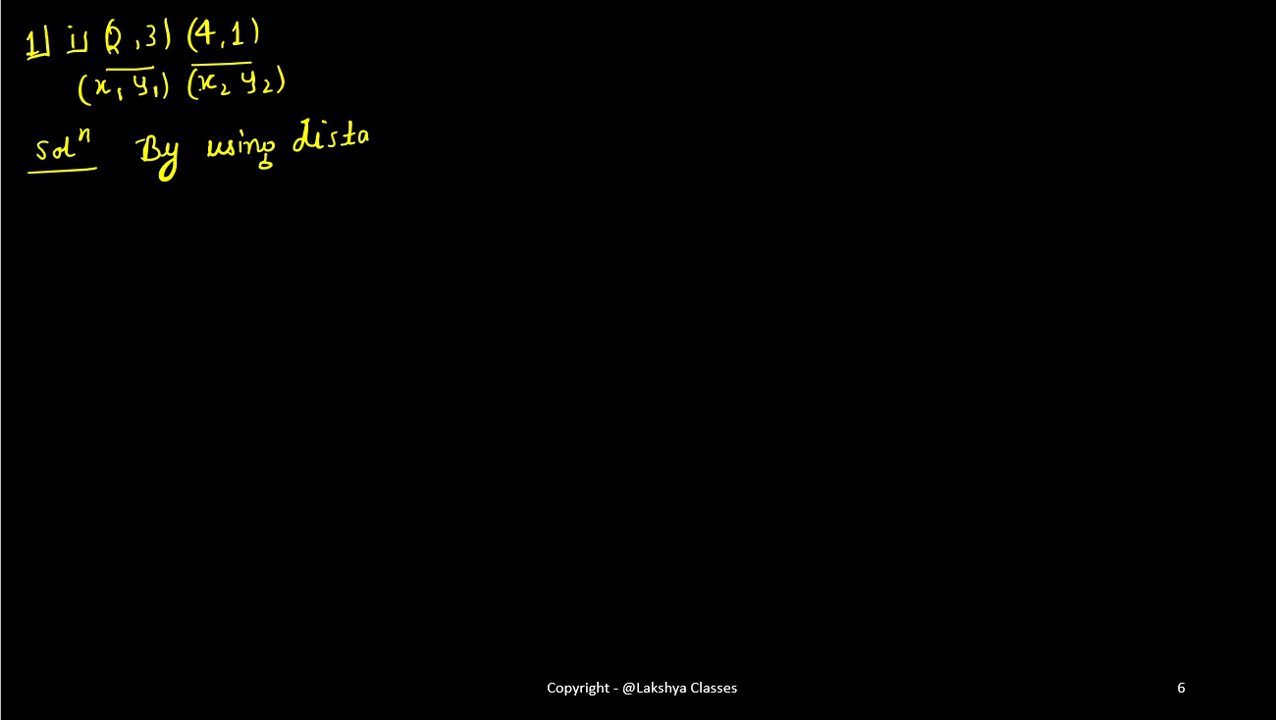 1] i] (2,3) (4,1)
(x₁ y₁) (x₂ y₂)
Solⁿ By using dista
Copyright - @Lakshya Classes
6